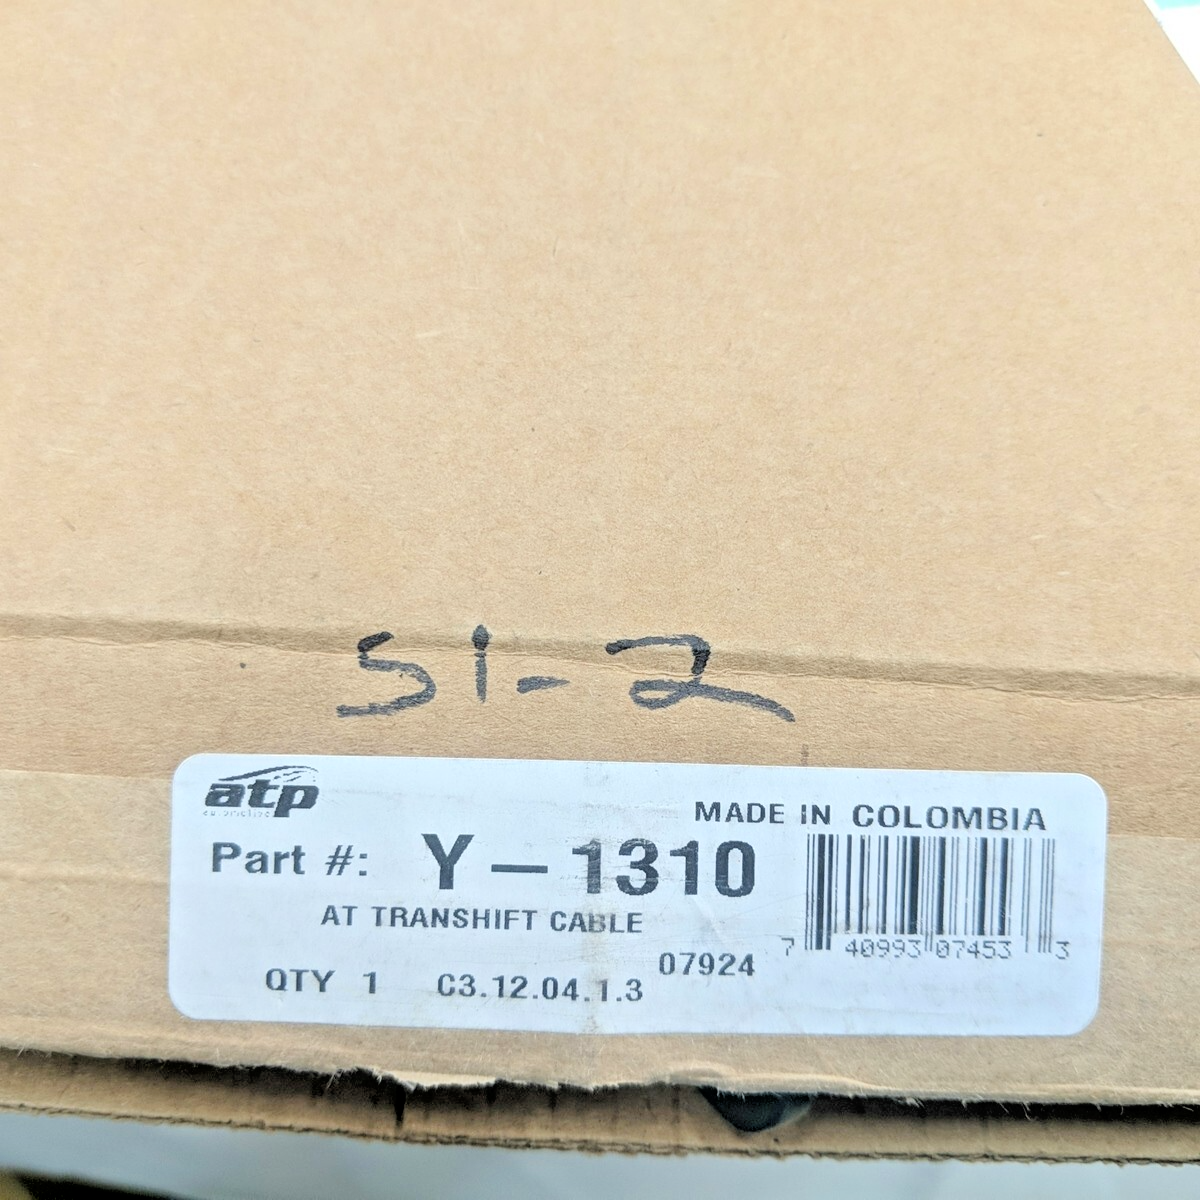 51-2
atp
automotive
MADE IN COLOMBIA
Part #: Y-1310
AT TRANSHIFT CABLE
07924
7 40993 07453 3
QTY 1 C3.12.04.1.3